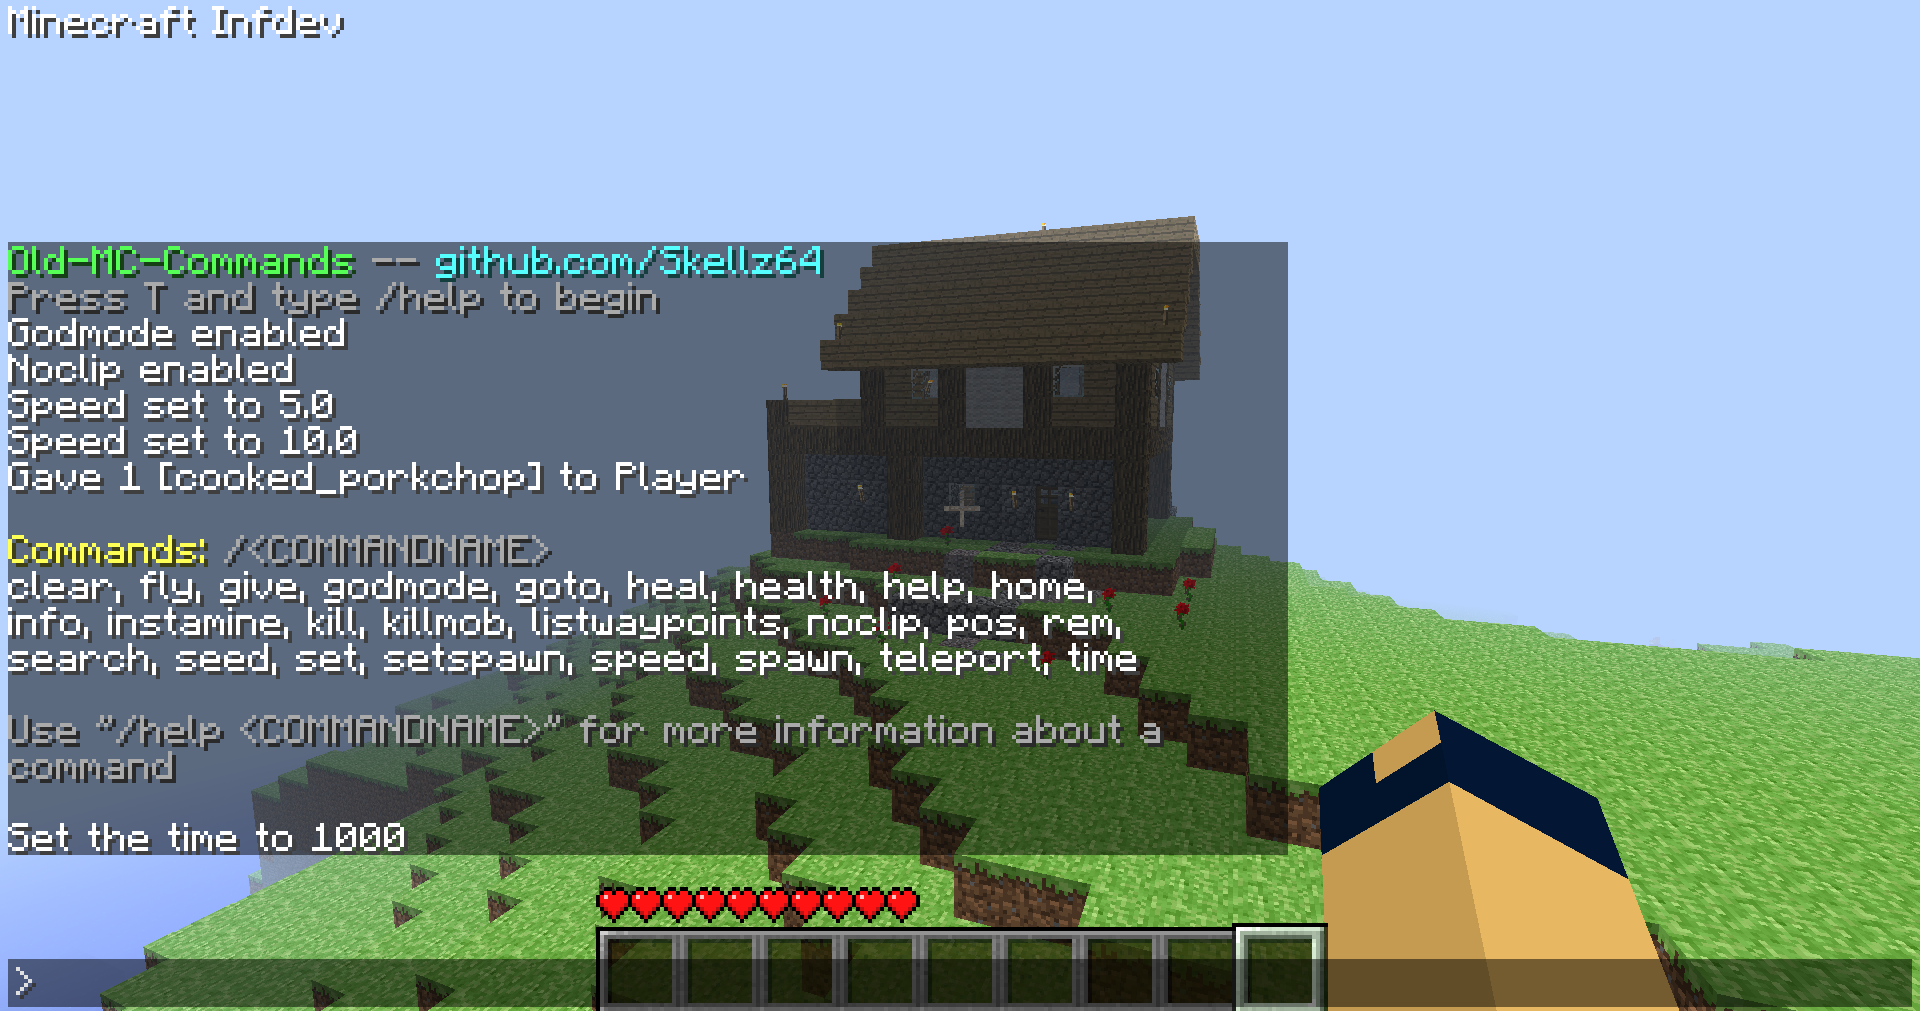 Minecraft Infdev
Old-MC-Commands -- github.com/Skellz64
Press T and type /help to begin
Godmode enabled
Noclip enabled
Speed set to 5.0
Speed set to 10.0
Gave 1 [cooked_porkchop] to Player
Commands: /<COMMANDNAME>
clear, fly, give, godmode, goto, heal, health, help, home,
info, instamine, kill, killmob, listwaypoints, noclip, pos, rem,
search, seed, set, setspawn, speed, spawn, teleport, time
Use "/help <COMMANDNAME>" for more information about a
command
Set the time to 1000
>